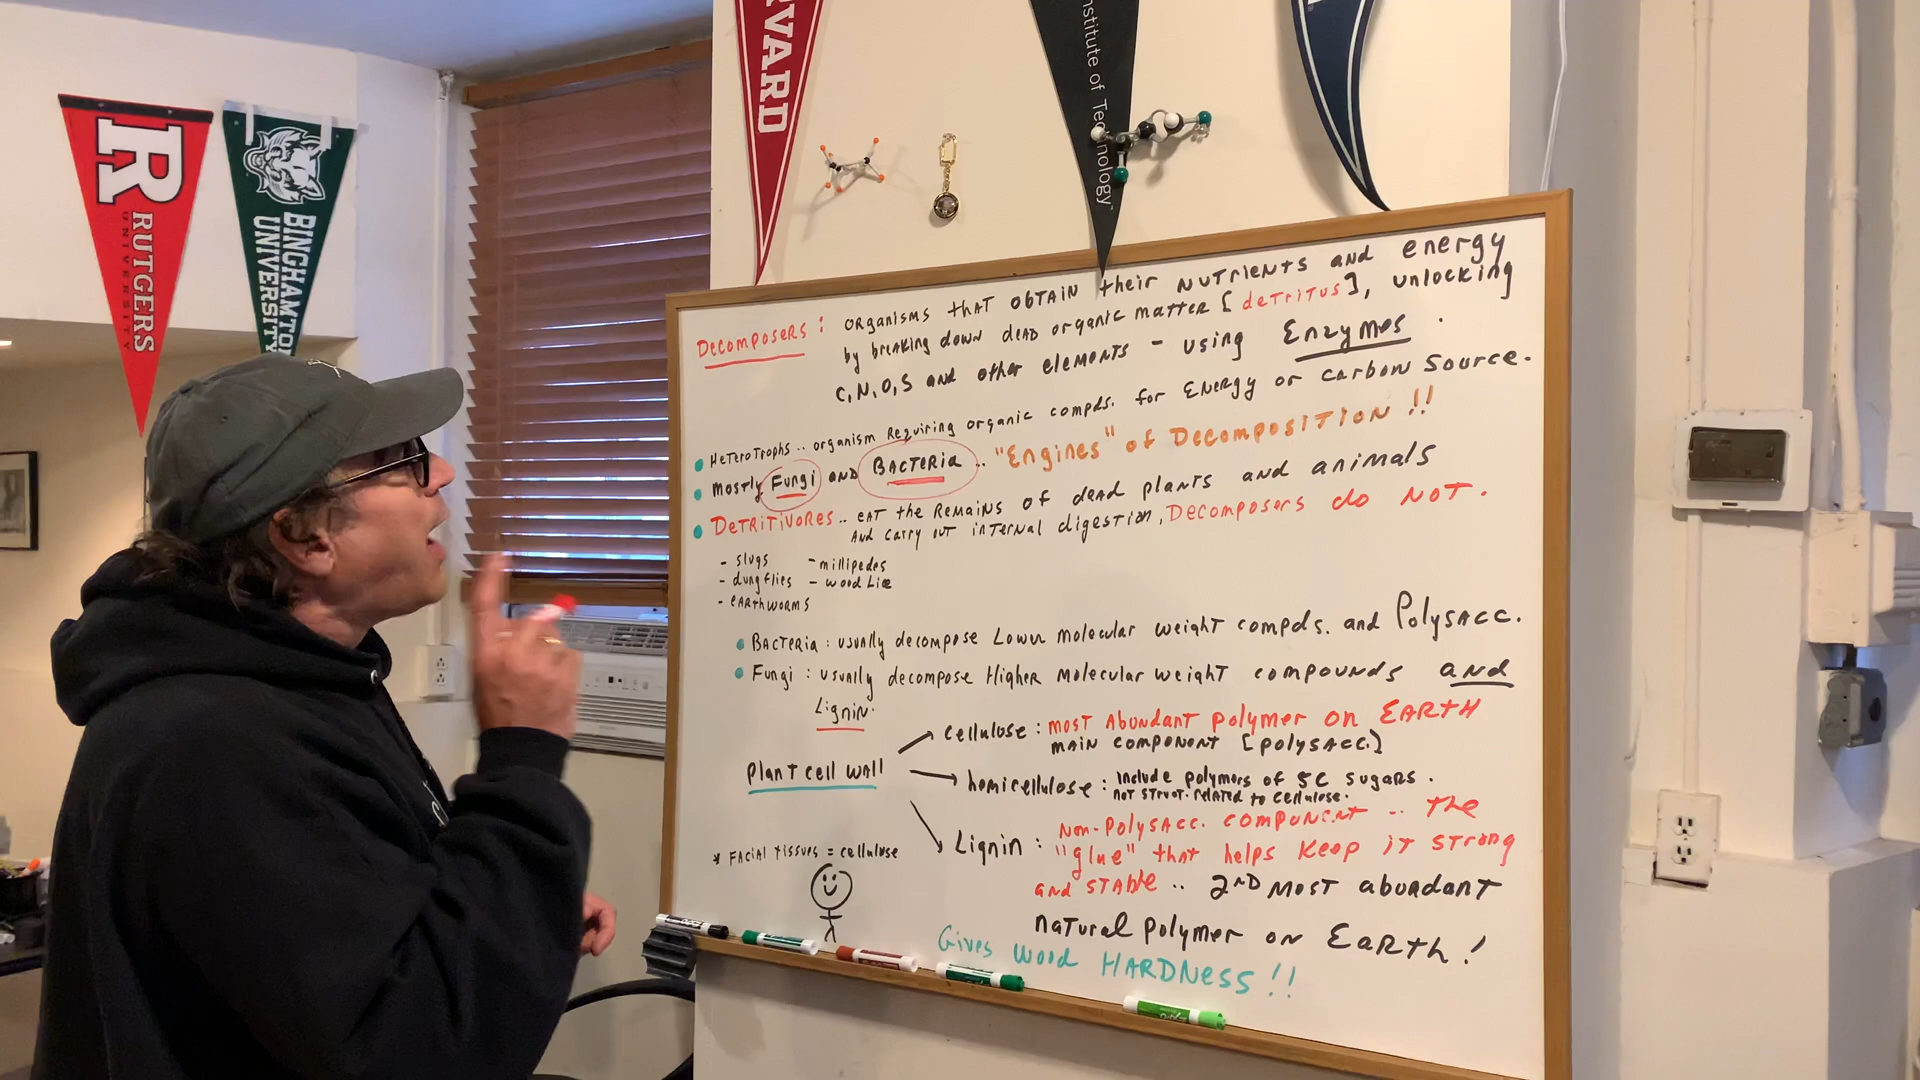 R
RUTGERS
UNIVERSITY
BINGHAMTON
UNIVERSITY
VARD
nstitute of Technology
Decomposers : organisms that obtain their nutrients and energy
by breaking down dead organic matter [detritus], unlocking
C, N, O, S and other elements - using Enzymes.
Heterotrophs .. organism requiring organic compds. for Energy or carbon source.
mostly Fungi and Bacteria .. "Engines" of Decomposition!!
Detritivores .. eat the remains of dead plants and animals
and carry out internal digestion, Decomposers do NOT.
- slugs - millipedes
- dungflies - wood Lice
- earthworms
Bacteria : usually decompose Lower molecular weight compds. and Polysacc.
Fungi : usually decompose Higher Molecular weight compounds and
Lignin.
Plant cell wall
cellulose : most abundant polymer on EARTH
main component [polysacc.]
hemicellulose : include polymers of 5C sugars.
not struct. related to cellulose.
Lignin : Non-polysacc. component .. the
"glue" that helps keep it strong
and stable .. 2ND most abundant
natural polymer on Earth!
Gives wood HARDNESS!!
* Facial tissues = cellulose